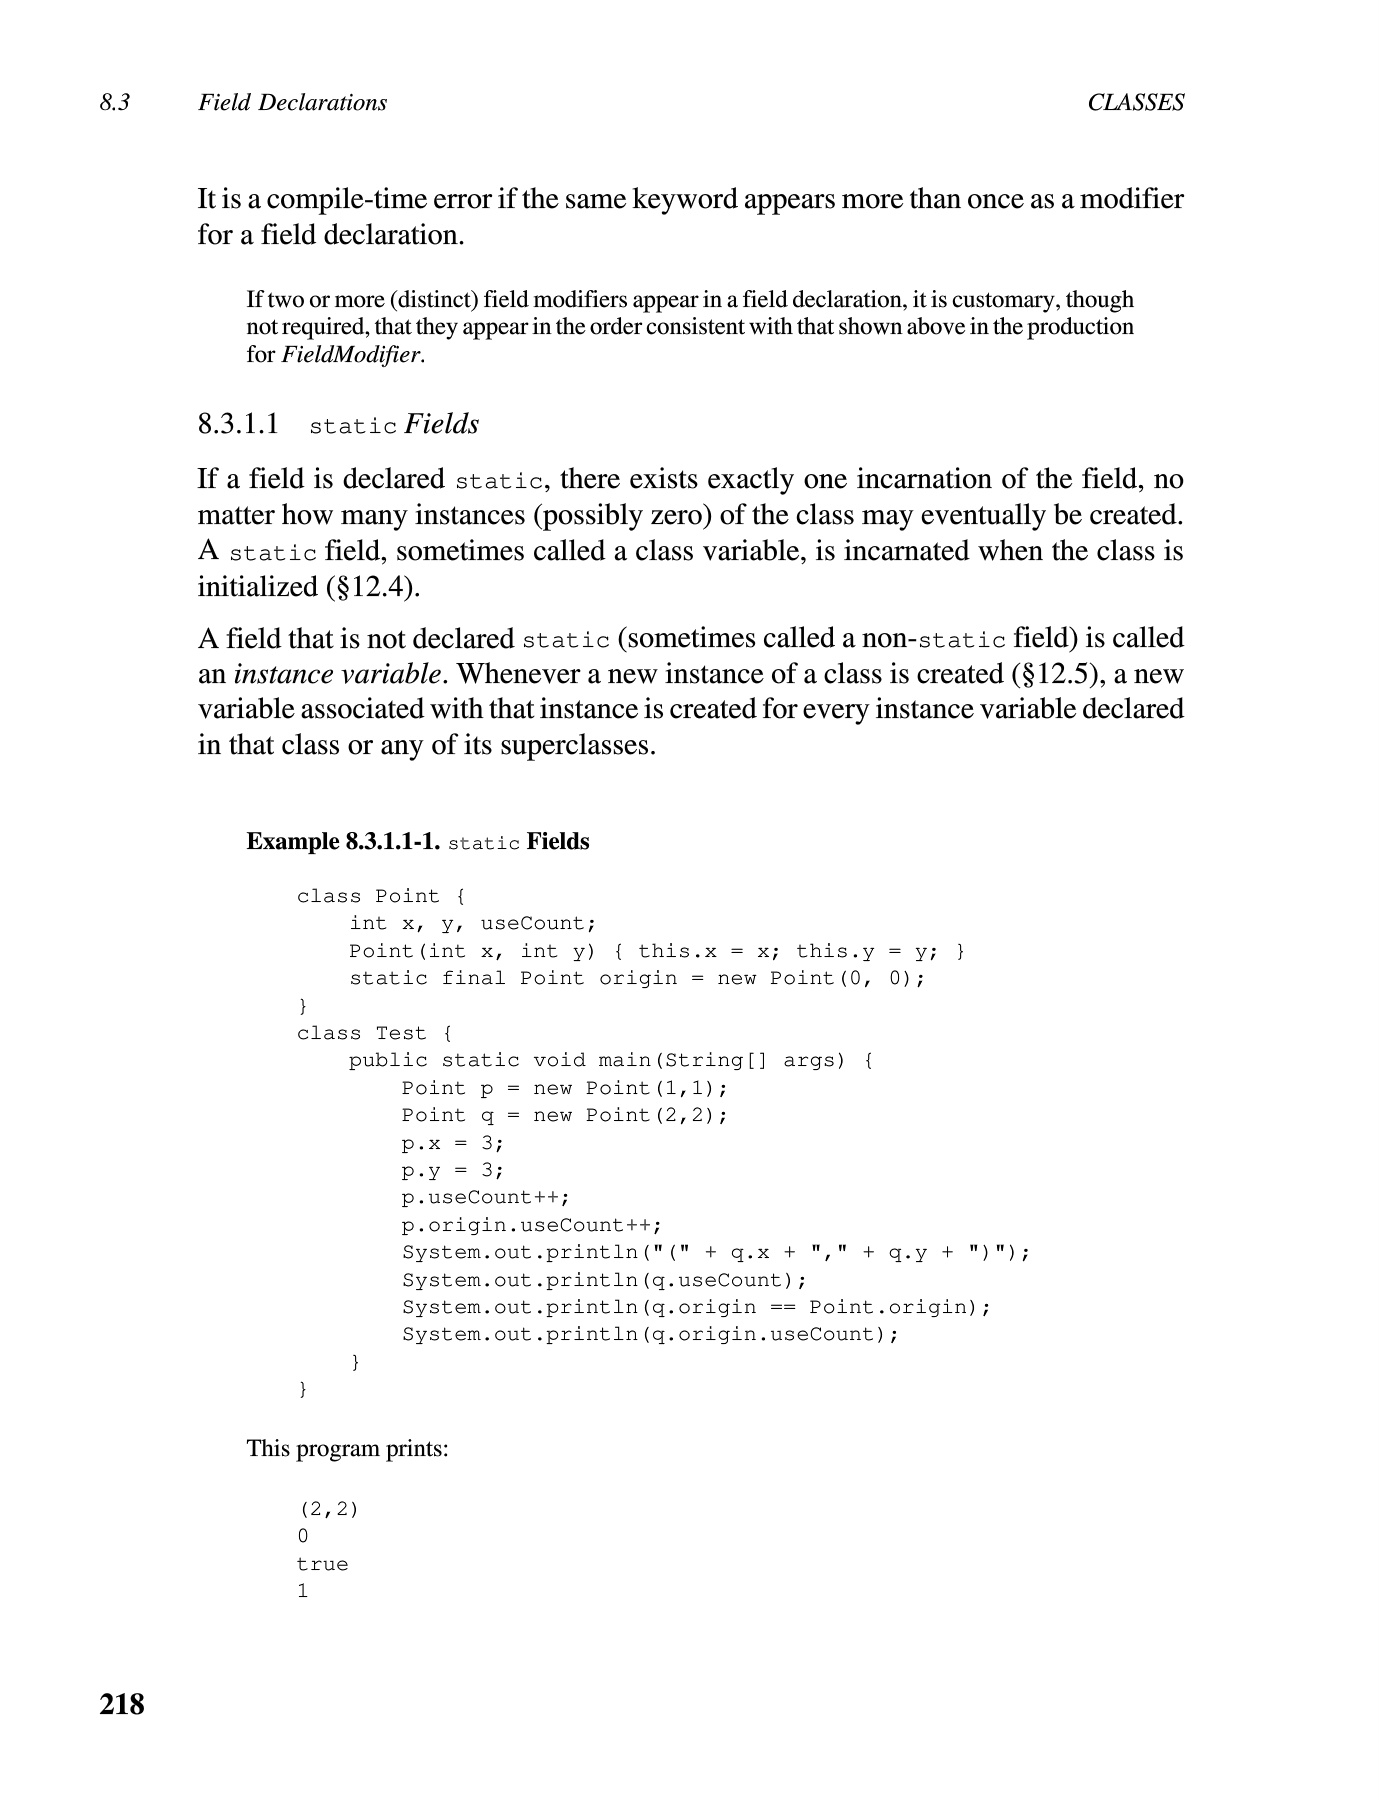 8.3 Field Declarations CLASSES
It is a compile-time error if the same keyword appears more than once as a modifier
for a field declaration.
If two or more (distinct) field modifiers appear in a field declaration, it is customary, though
not required, that they appear in the order consistent with that shown above in the production
for FieldModifier.
8.3.1.1 static Fields
If a field is declared static, there exists exactly one incarnation of the field, no
matter how many instances (possibly zero) of the class may eventually be created.
A static field, sometimes called a class variable, is incarnated when the class is
initialized (§12.4).
A field that is not declared static (sometimes called a non-static field) is called
an instance variable. Whenever a new instance of a class is created (§12.5), a new
variable associated with that instance is created for every instance variable declared
in that class or any of its superclasses.
Example 8.3.1.1-1. static Fields
class Point {
    int x, y, useCount;
    Point(int x, int y) { this.x = x; this.y = y; }
    static final Point origin = new Point(0, 0);
}
class Test {
    public static void main(String[] args) {
        Point p = new Point(1,1);
        Point q = new Point(2,2);
        p.x = 3;
        p.y = 3;
        p.useCount++;
        p.origin.useCount++;
        System.out.println("(" + q.x + "," + q.y + ")");
        System.out.println(q.useCount);
        System.out.println(q.origin == Point.origin);
        System.out.println(q.origin.useCount);
    }
}
This program prints:
(2,2)
0
true
1
218